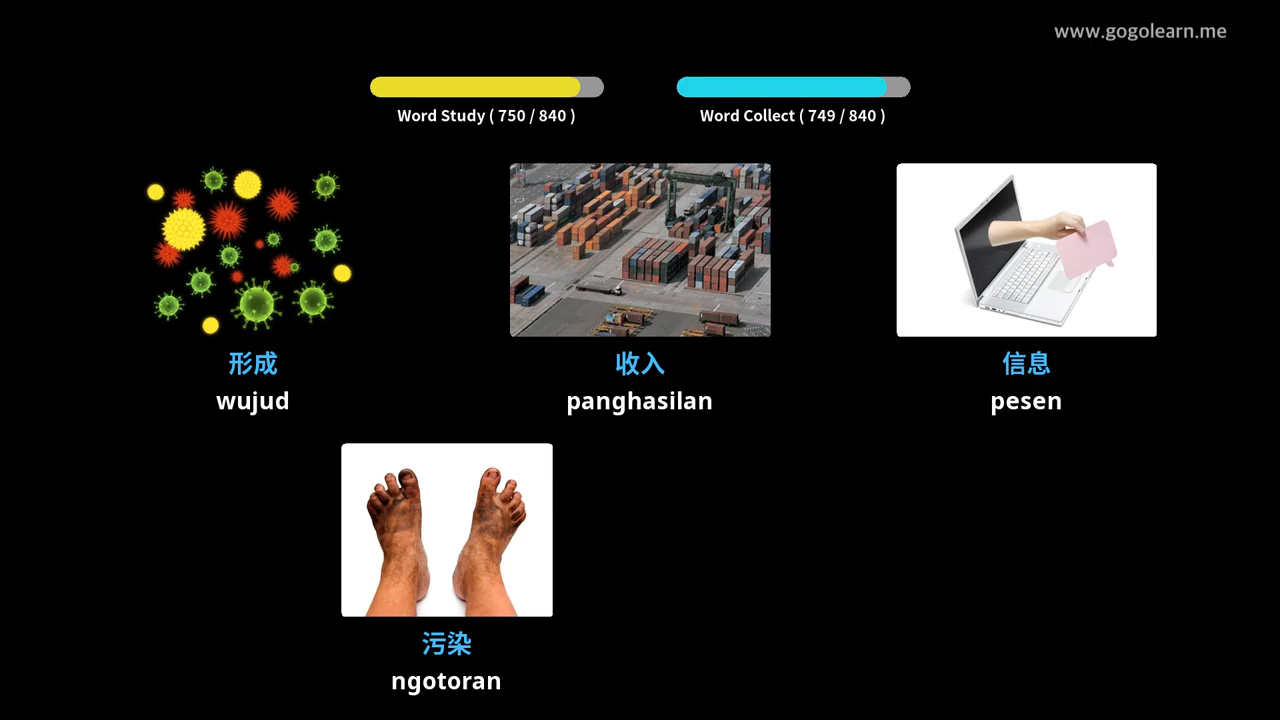 www.gogolearn.me
Word Study ( 750 / 840 )
Word Collect ( 749 / 840 )
形成
wujud
收入
panghasilan
信息
pesen
污染
ngotoran